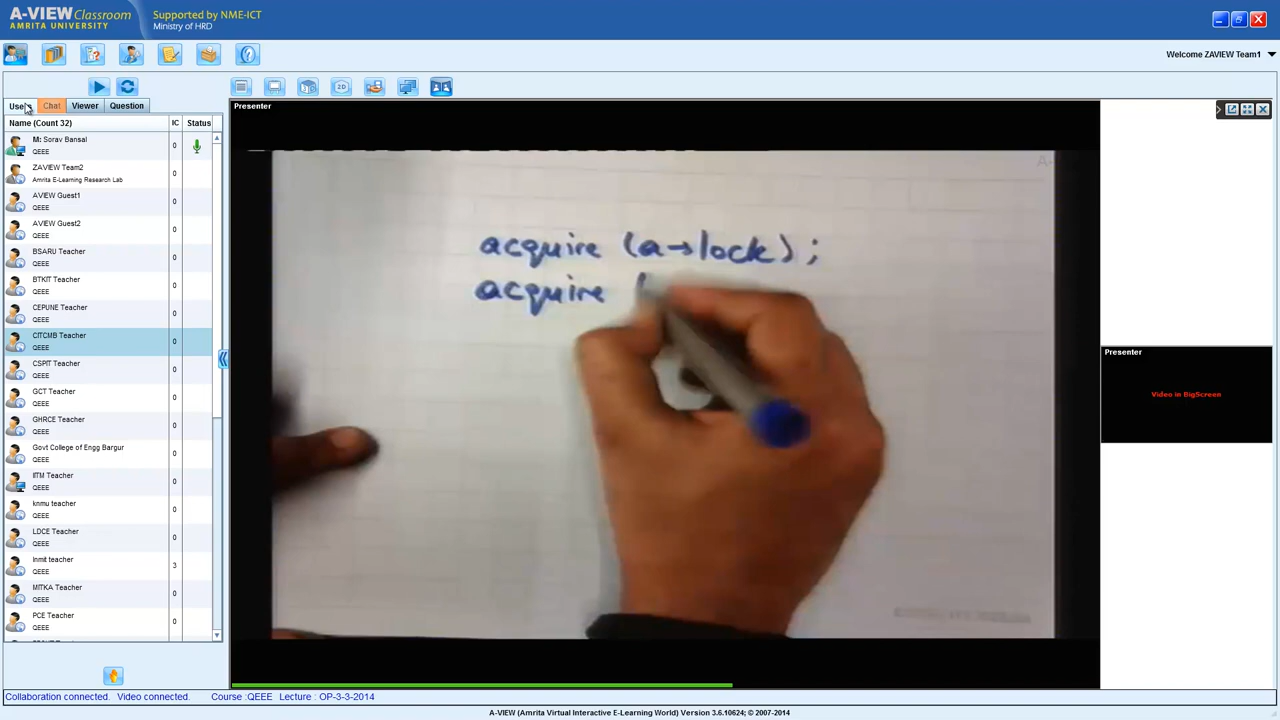 A-VIEW Classroom
AMRITA UNIVERSITY
Supported by NME-ICT
Ministry of HRD
Welcome ZAVIEW Team1
Chat
Viewer
Question
Name (Count 32)
IC
Status
M: Sorav Bansal
QEEE
0
ZAVIEW Team2
Amrita E-Learning Research Lab
0
AVIEW Guest1
QEEE
0
AVIEW Guest2
QEEE
0
BSARU Teacher
QEEE
0
BTKIT Teacher
QEEE
0
CEPUNE Teacher
QEEE
0
CITCMB Teacher
QEEE
0
CSPIT Teacher
QEEE
0
GCT Teacher
QEEE
0
GHRCE Teacher
QEEE
0
Govt College of Engg Bargur
QEEE
0
IITM Teacher
QEEE
0
knmu teacher
QEEE
0
LDCE Teacher
QEEE
0
lnmit teacher
QEEE
3
MITKA Teacher
QEEE
0
PCE Teacher
QEEE
0
Presenter
acquire (a→lock);
acquire (
Presenter
Video in BigScreen
Collaboration connected. Video connected. Course :QEEE Lecture : OP-3-3-2014
A-VIEW (Amrita Virtual Interactive E-Learning World) Version 3.6.10624; © 2007-2014